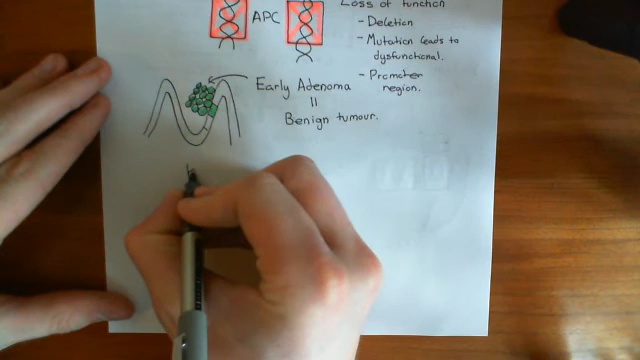 Loss of function
APC
- Deletion
- Mutation leads to
dysfunctional.
- Promoter
region.
Early Adenoma
=
Benign tumour.